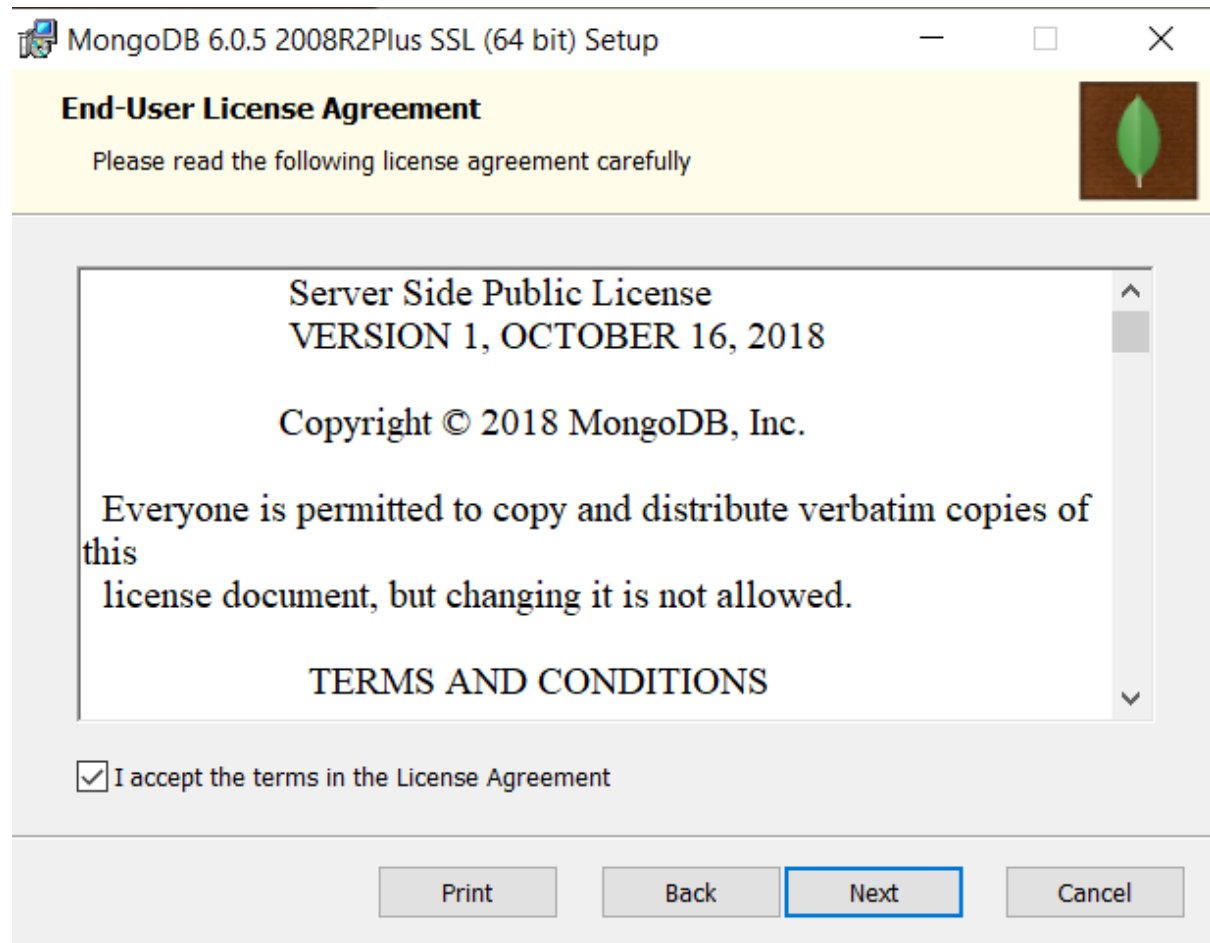 MongoDB 6.0.5 2008R2Plus SSL (64 bit) Setup
End-User License Agreement
Please read the following license agreement carefully
Server Side Public License
VERSION 1, OCTOBER 16, 2018
Copyright © 2018 MongoDB, Inc.
Everyone is permitted to copy and distribute verbatim copies of
this
license document, but changing it is not allowed.
TERMS AND CONDITIONS
I accept the terms in the License Agreement
Print Back Next Cancel